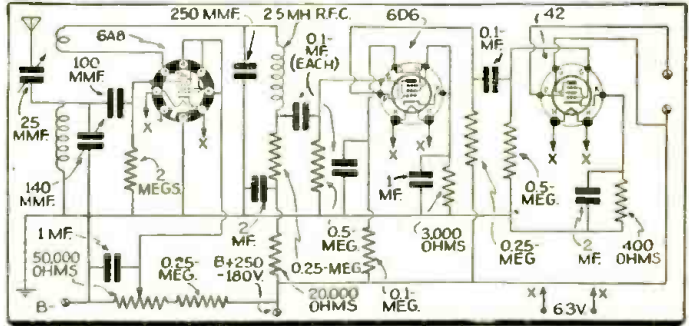 6A8
250 MMF.
2.5 MH R.F.C.
6D6
42
0.1-
MF.
(EACH)
0.1-
MF.
100
MMF.
25
MMF.
X
X
X
X
X
X
140
MMF.
2
MEGS.
1 MF.
2
MF.
1
MF.
0.5-
MEG.
3,000
OHMS
0.5-
MEG.
0.25-
MEG.
2
MF.
400
OHMS
50,000
OHMS
0.25-
MEG.
B+250
-180V.
0.25-MEG.
20,000
OHMS
0.1-
MEG.
B-
X
X
6.3V.